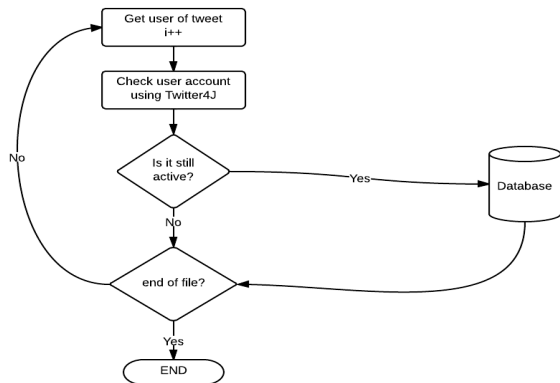 Get user of tweet
i++
Check user account
using Twitter4J
Is it still
active?
Yes
Database
No
No
end of file?
Yes
END